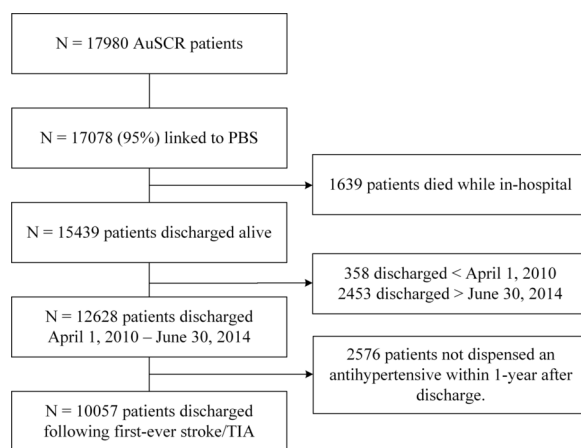 N = 17980 AuSCR patients
N = 17078 (95%) linked to PBS
1639 patients died while in-hospital
N = 15439 patients discharged alive
358 discharged < April 1, 2010
2453 discharged > June 30, 2014
N = 12628 patients discharged
April 1, 2010 – June 30, 2014
2576 patients not dispensed an
antihypertensive within 1-year after
discharge.
N = 10057 patients discharged
following first-ever stroke/TIA